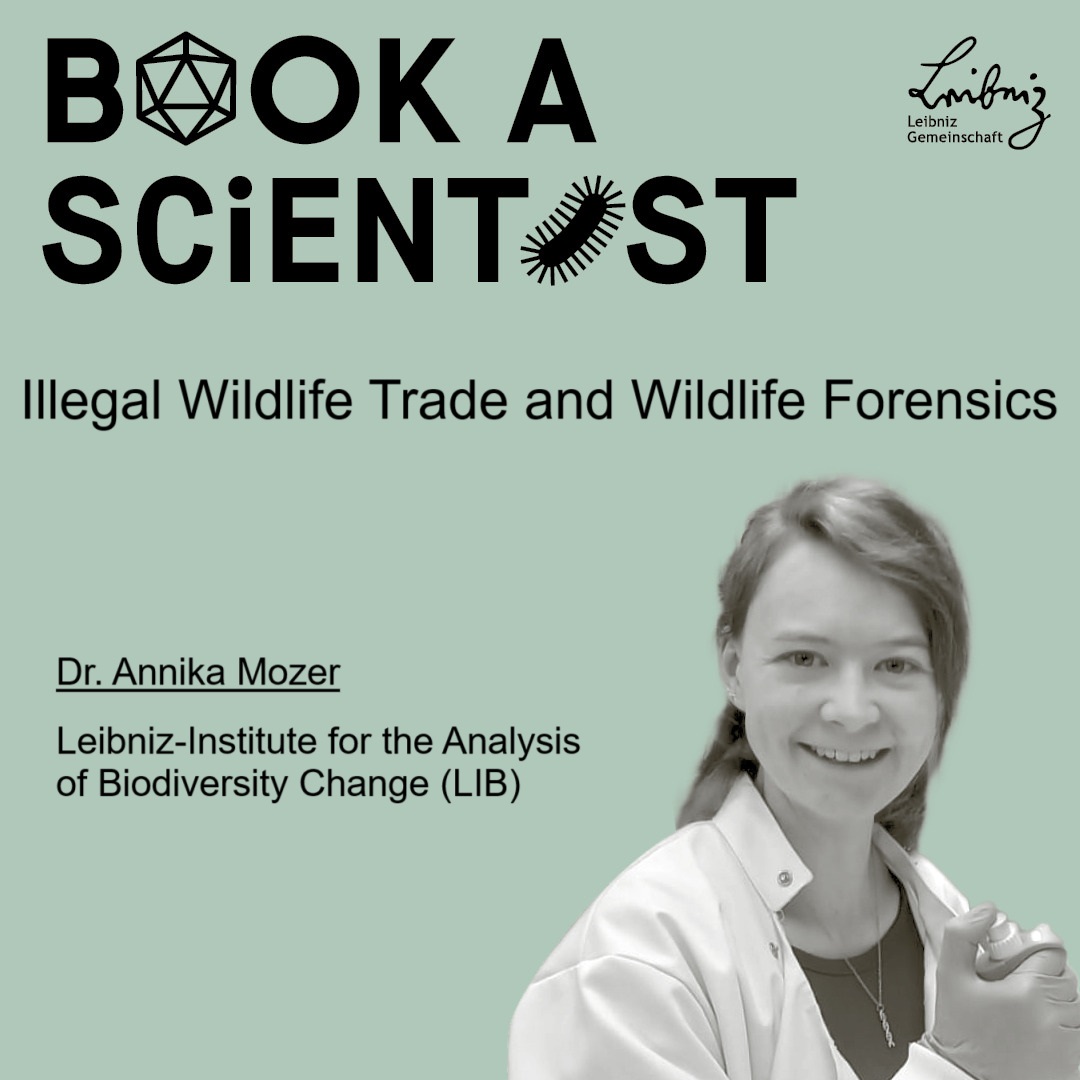 BOOK A
SCiENTIST
Leibniz
Leibniz
Gemeinschaft
Illegal Wildlife Trade and Wildlife Forensics
Dr. Annika Mozer
Leibniz-Institute for the Analysis
of Biodiversity Change (LIB)